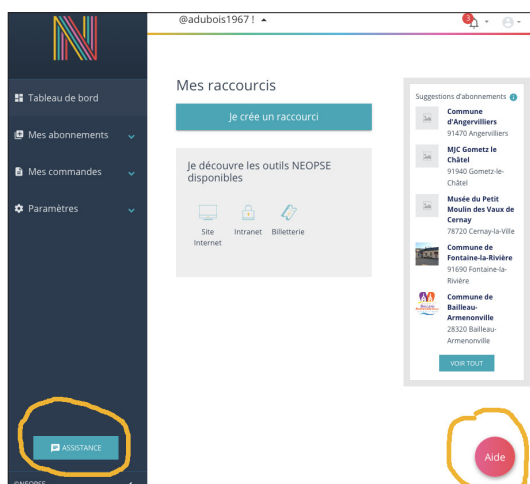 @adubois1967 !
3
Tableau de bord
Mes abonnements
Mes commandes
Paramètres
ASSISTANCE
©NEOPSE
Mes raccourcis
Je crée un raccourci
Je découvre les outils NEOPSE
disponibles
Site
Internet
Intranet
Billetterie
Suggestions d'abonnements
Commune
d'Angervilliers
91470 Angervilliers
MJC Gometz le
Châtel
91940 Gometz-le-
Châtel
Musée du Petit
Moulin des Vaux de
Cernay
78720 Cernay-la-Ville
Commune de
Fontaine-la-Rivière
91690 Fontaine-la-
Rivière
Commune de
Bailleau-
Armenonville
28320 Bailleau-
Armenonville
VOIR TOUT
Aide